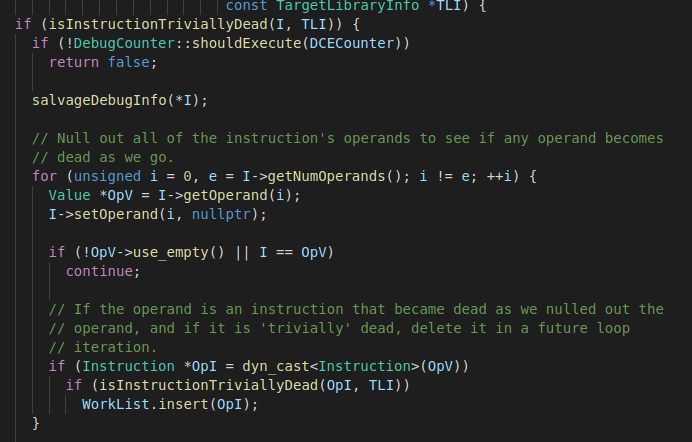 const TargetLibraryInfo *TLI) {
if (isInstructionTriviallyDead(I, TLI)) {
if (!DebugCounter::shouldExecute(DCECounter))
return false;
salvageDebugInfo(*I);
// Null out all of the instruction's operands to see if any operand becomes
// dead as we go.
for (unsigned i = 0, e = I->getNumOperands(); i != e; ++i) {
Value *OpV = I->getOperand(i);
I->setOperand(i, nullptr);
if (!OpV->use_empty() || I == OpV)
continue;
// If the operand is an instruction that became dead as we nulled out the
// operand, and if it is 'trivially' dead, delete it in a future loop
// iteration.
if (Instruction *OpI = dyn_cast<Instruction>(OpV))
if (isInstructionTriviallyDead(OpI, TLI))
WorkList.insert(OpI);
}